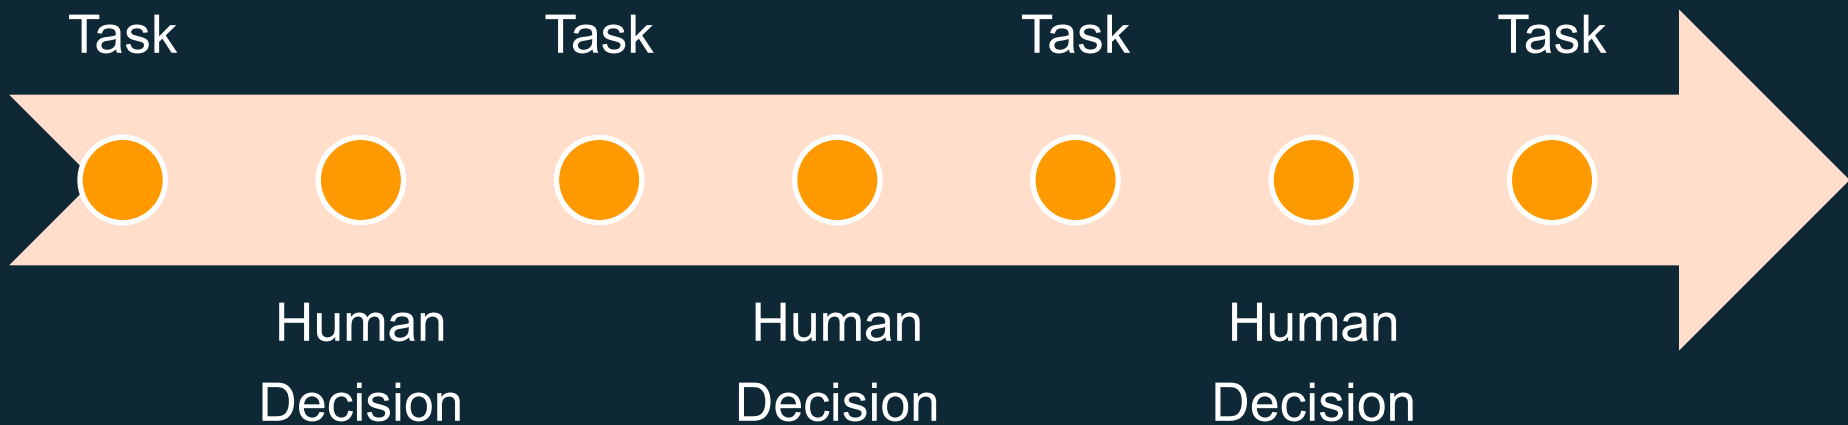 Task
Task
Task
Task
Human
Decision
Human
Decision
Human
Decision